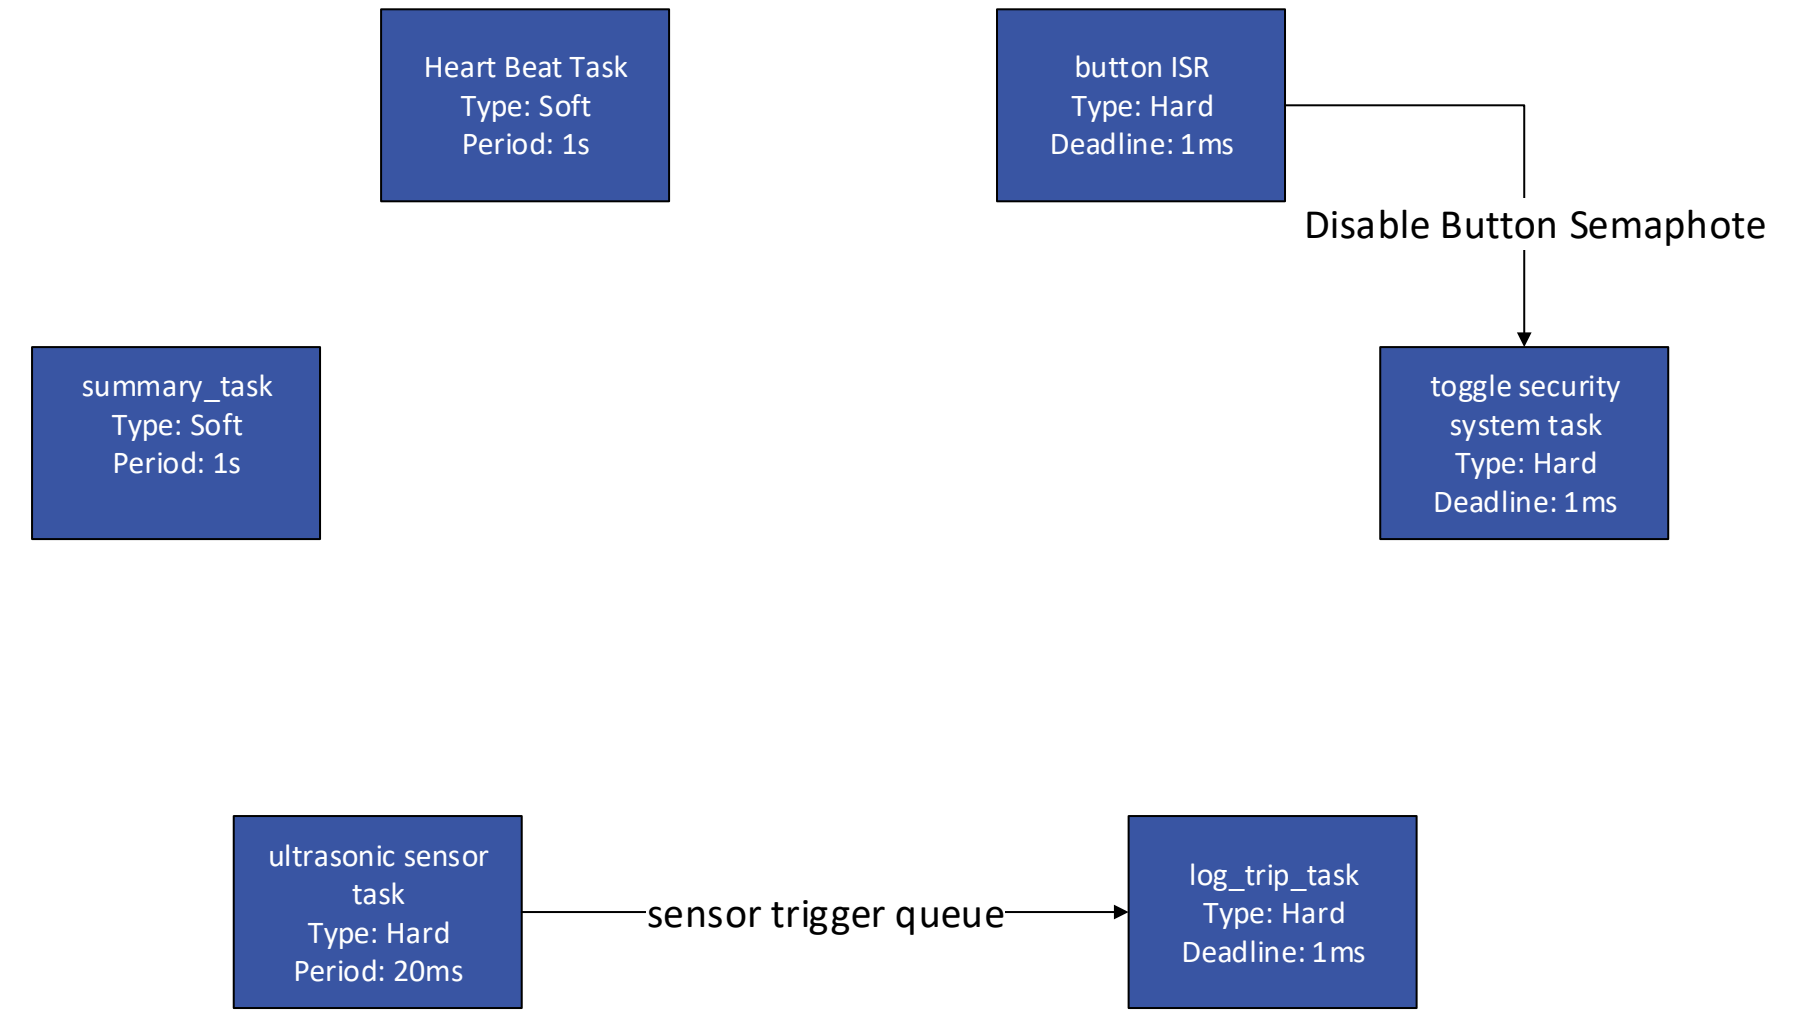 Heart Beat Task
Type: Soft
Period: 1s
button ISR
Type: Hard
Deadline: 1ms
Disable Button Semaphote
summary_task
Type: Soft
Period: 1s
toggle security
system task
Type: Hard
Deadline: 1ms
ultrasonic sensor
task
Type: Hard
Period: 20ms
sensor trigger queue
log_trip_task
Type: Hard
Deadline: 1ms